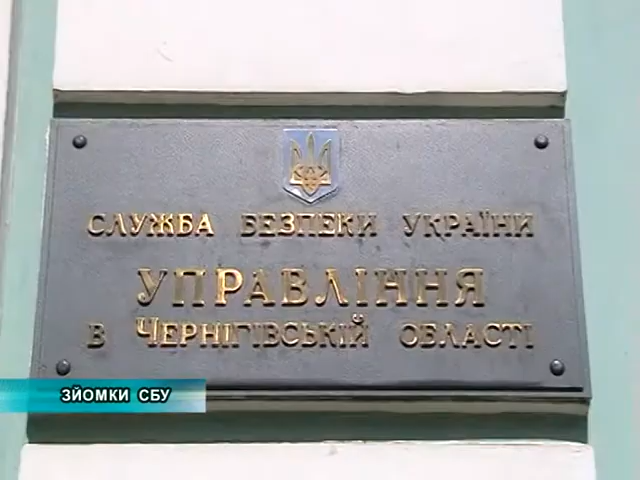 СЛУЖБА БЕЗПЕКИ УКРАЇНИ
УПРАВЛІННЯ
В ЧЕРНІГІВСЬКІЙ ОБЛАСТІ
ЗЙОМКИ СБУ